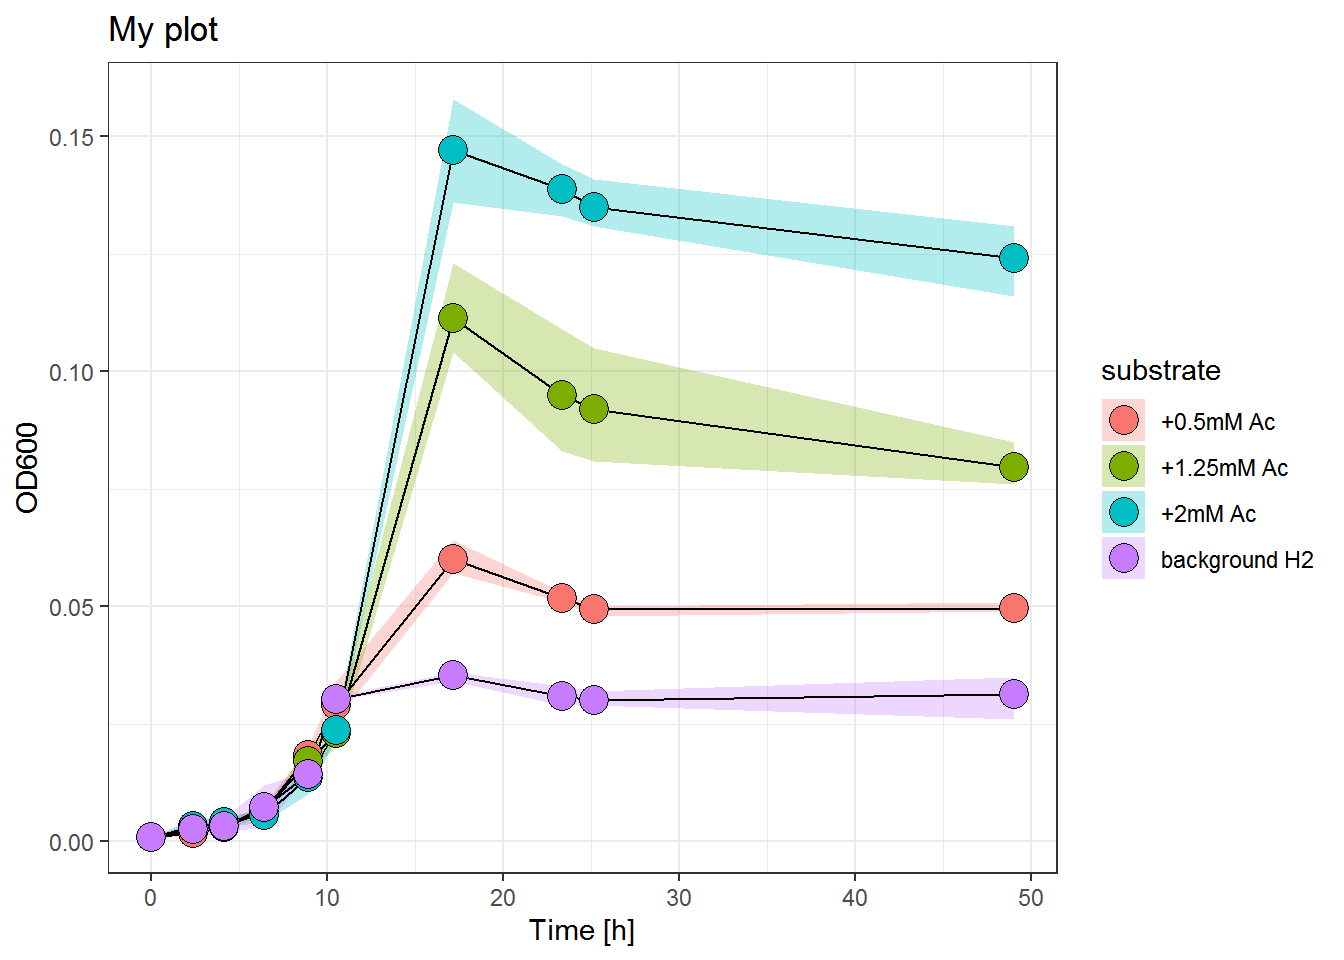 My plot
0.15
0.10
0.05
0.00
OD600
0
10
20
30
40
50
Time [h]
substrate
+0.5mM Ac
+1.25mM Ac
+2mM Ac
background H2